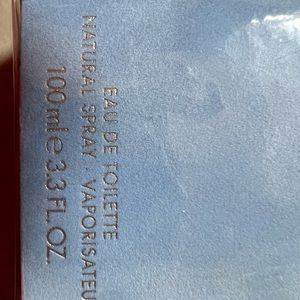 EAU DE TOILETTE
NATURAL SPRAY VAPORISATEU
100 ml e 3.3 FL. OZ.